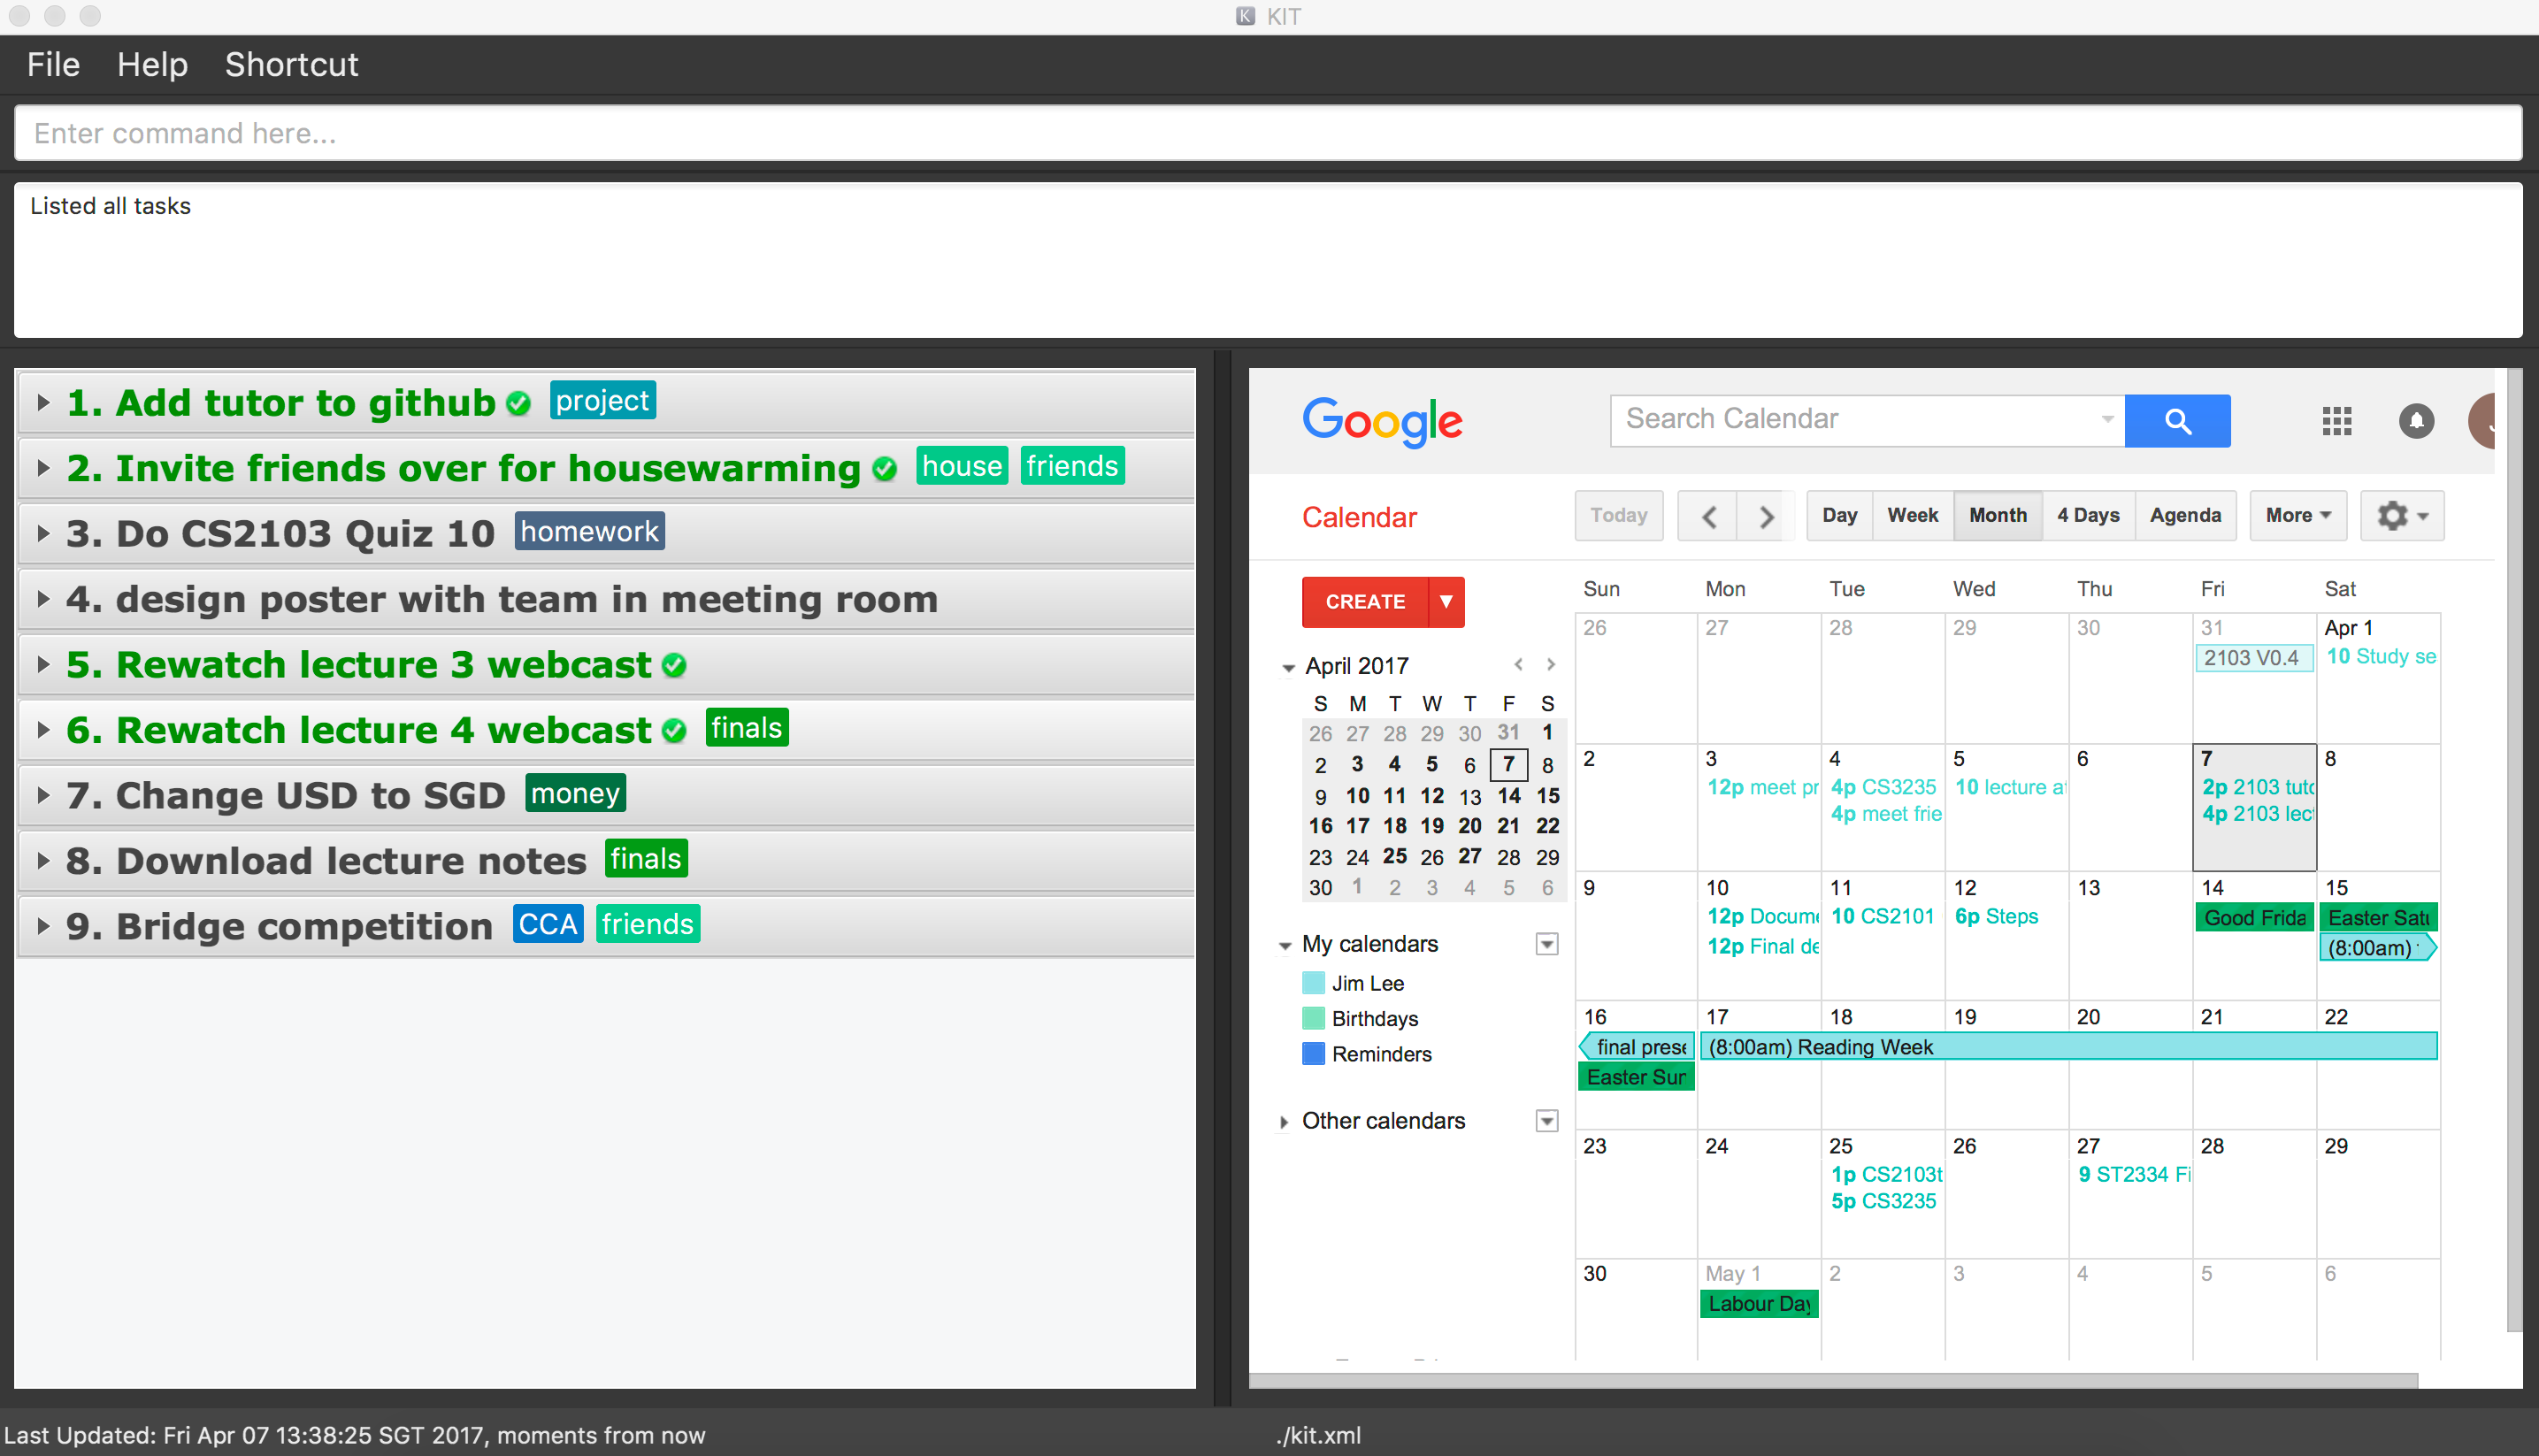 K KIT
File Help Shortcut
Enter command here...
Listed all tasks
1. Add tutor to github project
2. Invite friends over for housewarming house friends
3. Do CS2103 Quiz 10 homework
4. design poster with team in meeting room
5. Rewatch lecture 3 webcast
6. Rewatch lecture 4 webcast finals
7. Change USD to SGD money
8. Download lecture notes finals
9. Bridge competition CCA friends
Google Search Calendar
Calendar Today Day Week Month 4 Days Agenda More
CREATE
April 2017
S M T W T F S
26 27 28 29 30 31 1
2 3 4 5 6 7 8
9 10 11 12 13 14 15
16 17 18 19 20 21 22
23 24 25 26 27 28 29
30 1 2 3 4 5 6
My calendars
Jim Lee
Birthdays
Reminders
Other calendars
Sun Mon Tue Wed Thu Fri Sat
26 27 28 29 30 31 Apr 1
2103 V0.4 10 Study se
2 3 4 5 6 7 8
12p meet pr 4p CS3235 10 lecture at 2p 2103 tuto
4p meet frie 4p 2103 lect
9 10 11 12 13 14 15
12p Docume 10 CS2101 6p Steps Good Frida Easter Satu
12p Final de (8:00am)
16 17 18 19 20 21 22
final prese (8:00am) Reading Week
Easter Sun
23 24 25 26 27 28 29
1p CS2103t 9 ST2334 Fi
5p CS3235
30 May 1 2 3 4 5 6
Labour Day
Last Updated: Fri Apr 07 13:38:25 SGT 2017, moments from now ./kit.xml